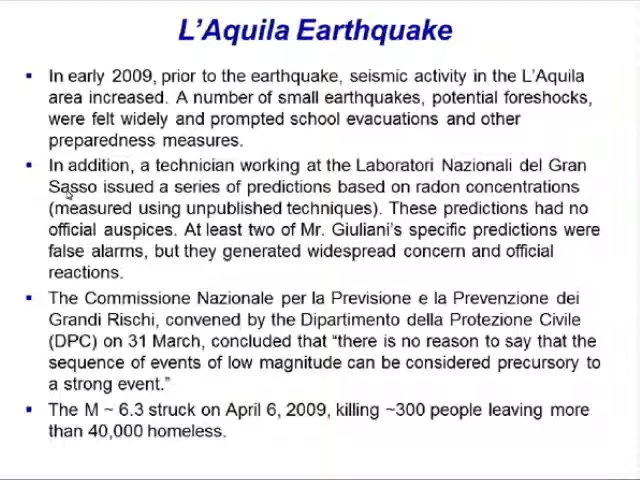 L'Aquila Earthquake
▪ In early 2009, prior to the earthquake, seismic activity in the L'Aquila
area increased. A number of small earthquakes, potential foreshocks,
were felt widely and prompted school evacuations and other
preparedness measures.
▪ In addition, a technician working at the Laboratori Nazionali del Gran
Sasso issued a series of predictions based on radon concentrations
(measured using unpublished techniques). These predictions had no
official auspices. At least two of Mr. Giuliani's specific predictions were
false alarms, but they generated widespread concern and official
reactions.
▪ The Commissione Nazionale per la Previsione e la Prevenzione dei
Grandi Rischi, convened by the Dipartimento della Protezione Civile
(DPC) on 31 March, concluded that “there is no reason to say that the
sequence of events of low magnitude can be considered precursory to
a strong event.”
▪ The M ~ 6.3 struck on April 6, 2009, killing ~300 people leaving more
than 40,000 homeless.